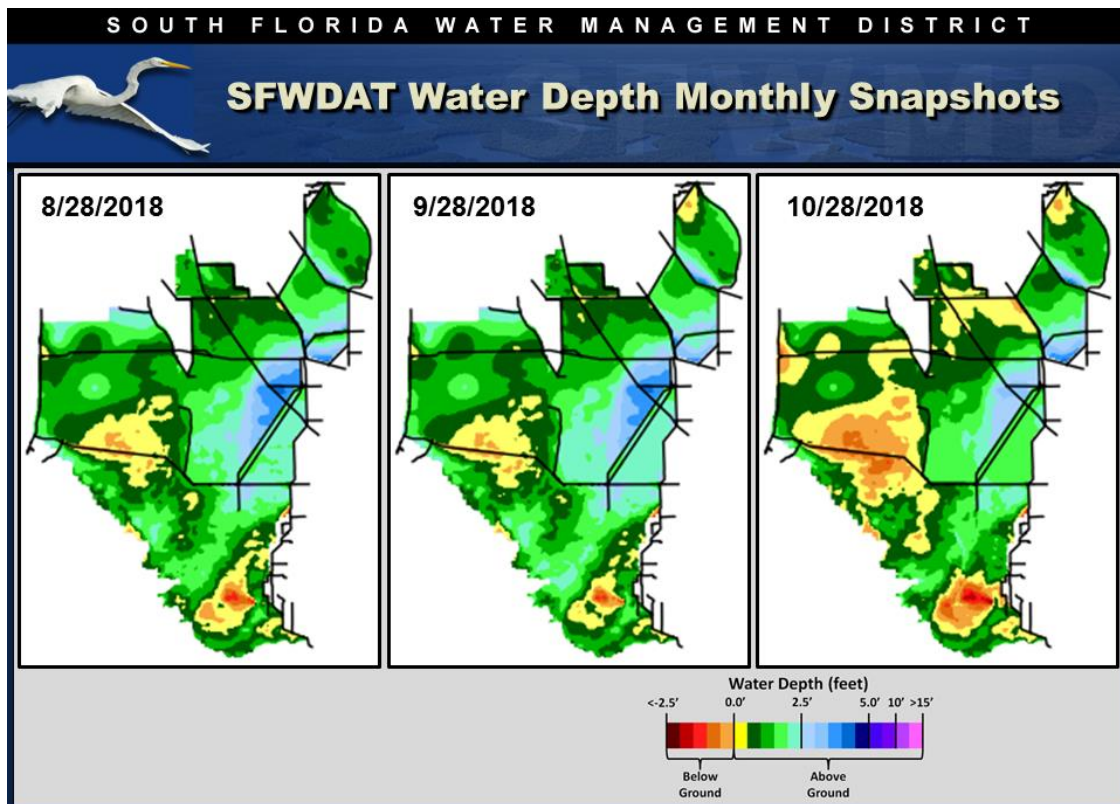 SOUTH FLORIDA WATER MANAGEMENT DISTRICT
SFWDAT Water Depth Monthly Snapshots
8/28/2018
9/28/2018
10/28/2018
Water Depth (feet)
<-2.5' 0.0' 2.5' 5.0' 10' >15'
Below Ground
Above Ground